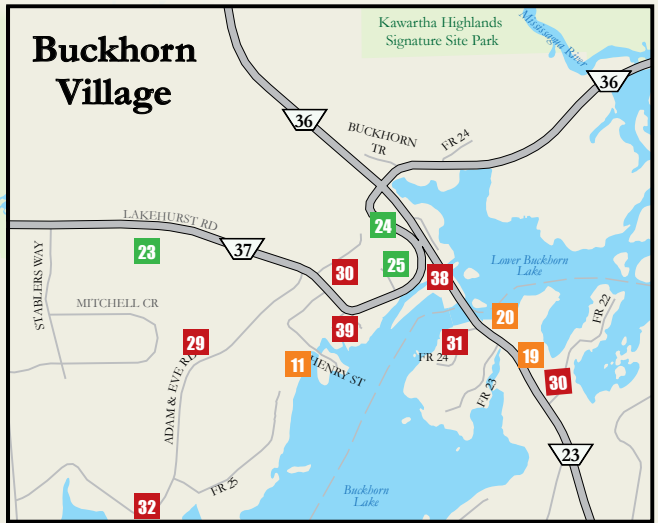 Buckhorn
Village
Kawartha Highlands
Signature Site Park
Mississagua River
36
36
BUCKHORN
TR
FR 24
LAKEHURST RD
24
23
37
25
30
38
Lower Buckhorn
Lake
STABLERS WAY
MITCHELL CR
20
FR 22
39
29
31
19
11
HENRY ST
FR 24
30
ADAM & EVE RD
FR 23
23
FR 25
Buckhorn
Lake
32